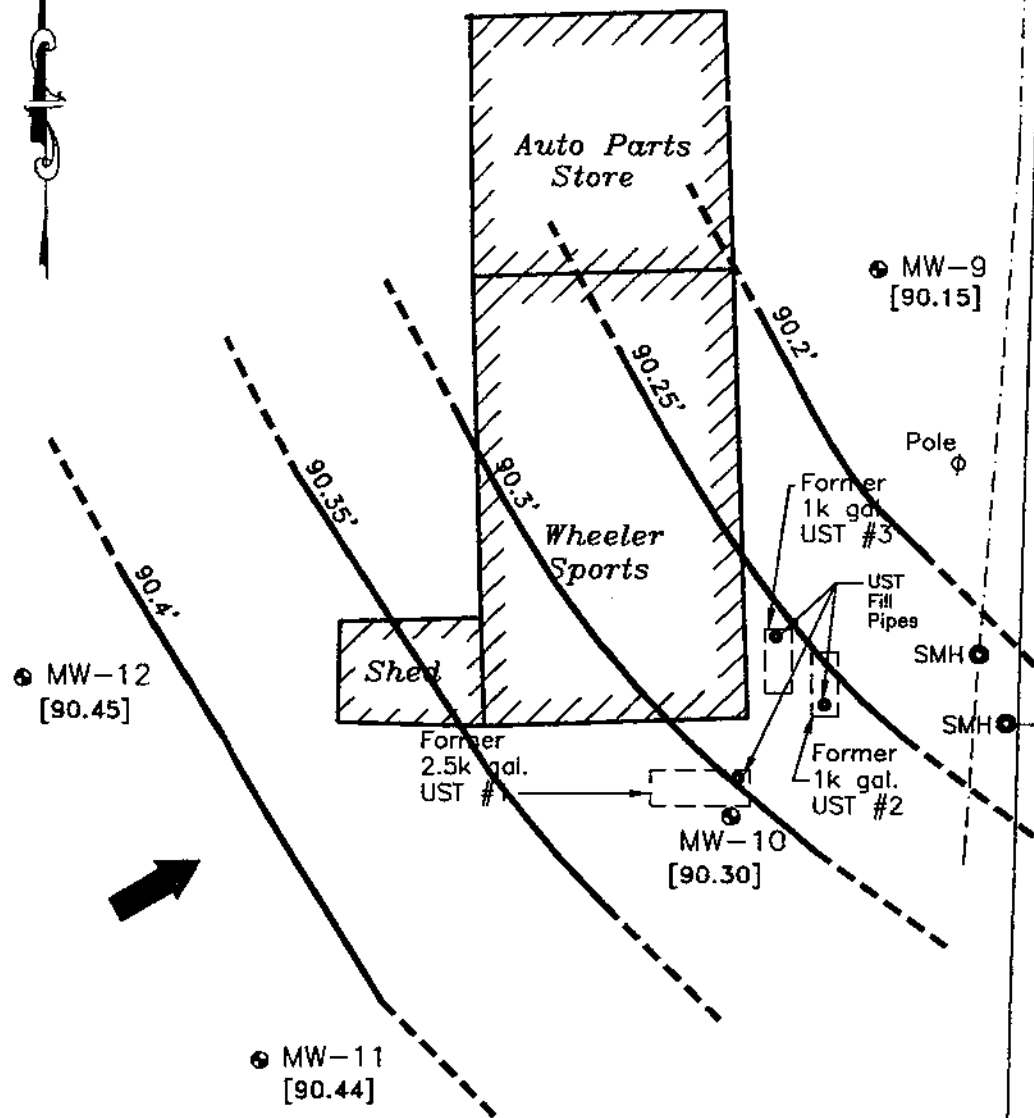 Auto Parts
Store
MW-9
[90.15]
90.2'
90.25'
90.3'
90.35'
90.4'
Pole
Former
1k gal.
UST #3
Wheeler
Sports
UST
Fill
Pipes
SMH
Shed
MW-12
[90.45]
SMH
Former
2.5k gal.
UST #1
Former
1k gal.
UST #2
MW-10
[90.30]
MW-11
[90.44]